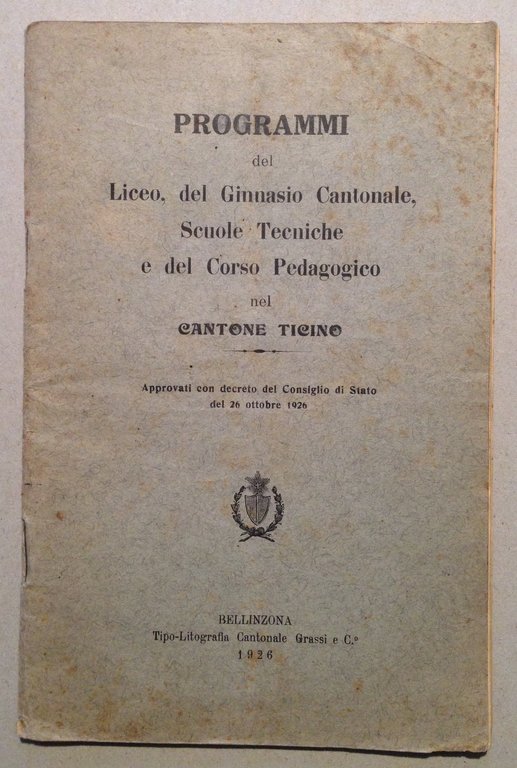 PROGRAMMI
del
Liceo, del Ginnasio Cantonale,
Scuole Tecniche
e del Corso Pedagogico
nel
CANTONE TICINO
Approvati con decreto del Consiglio di Stato
del 26 ottobre 1926
BELLINZONA
Tipo-Litografia Cantonale Grassi e C.º
1926